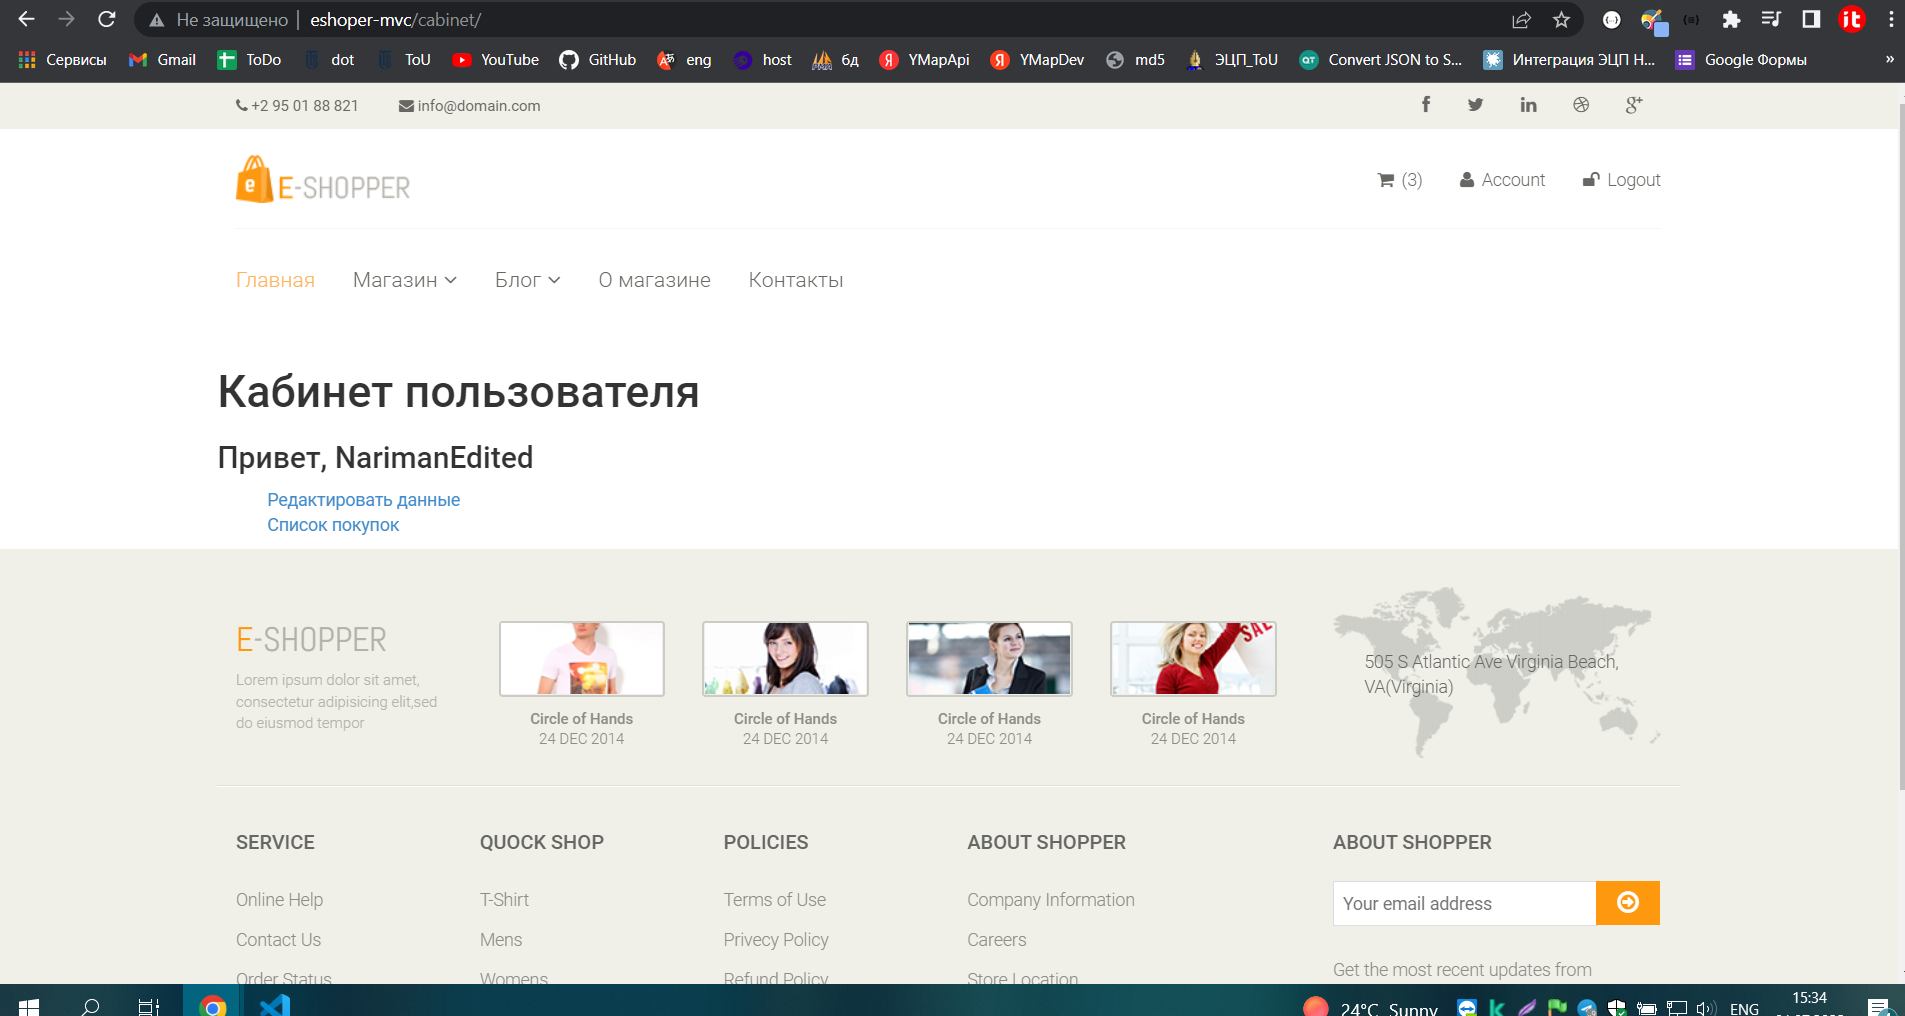 Не защищено | eshoper-mvc/cabinet/
Сервисы Gmail ToDo dot ToU YouTube GitHub eng host бд YMapApi YMapDev md5 ЭЦП_ToU Convert JSON to S... Интеграция ЭЦП Н... Google Формы »
+2 95 01 88 821 info@domain.com
E-SHOPPER
(3) Account Logout
Главная Магазин Блог О магазине Контакты
Кабинет пользователя
Привет, NarimanEdited
Редактировать данные
Список покупок
E-SHOPPER
Lorem ipsum dolor sit amet,
consectetur adipisicing elit,sed
do eiusmod tempor
Circle of Hands
24 DEC 2014
Circle of Hands
24 DEC 2014
Circle of Hands
24 DEC 2014
SALE
Circle of Hands
24 DEC 2014
505 S Atlantic Ave Virginia Beach,
VA(Virginia)
SERVICE
Online Help
Contact Us
Order Status
QUOCK SHOP
T-Shirt
Mens
Womens
POLICIES
Terms of Use
Privecy Policy
Refund Policy
ABOUT SHOPPER
Company Information
Careers
Store Location
ABOUT SHOPPER
Your email address
Get the most recent updates from
24°C Sunny ENG 15:34